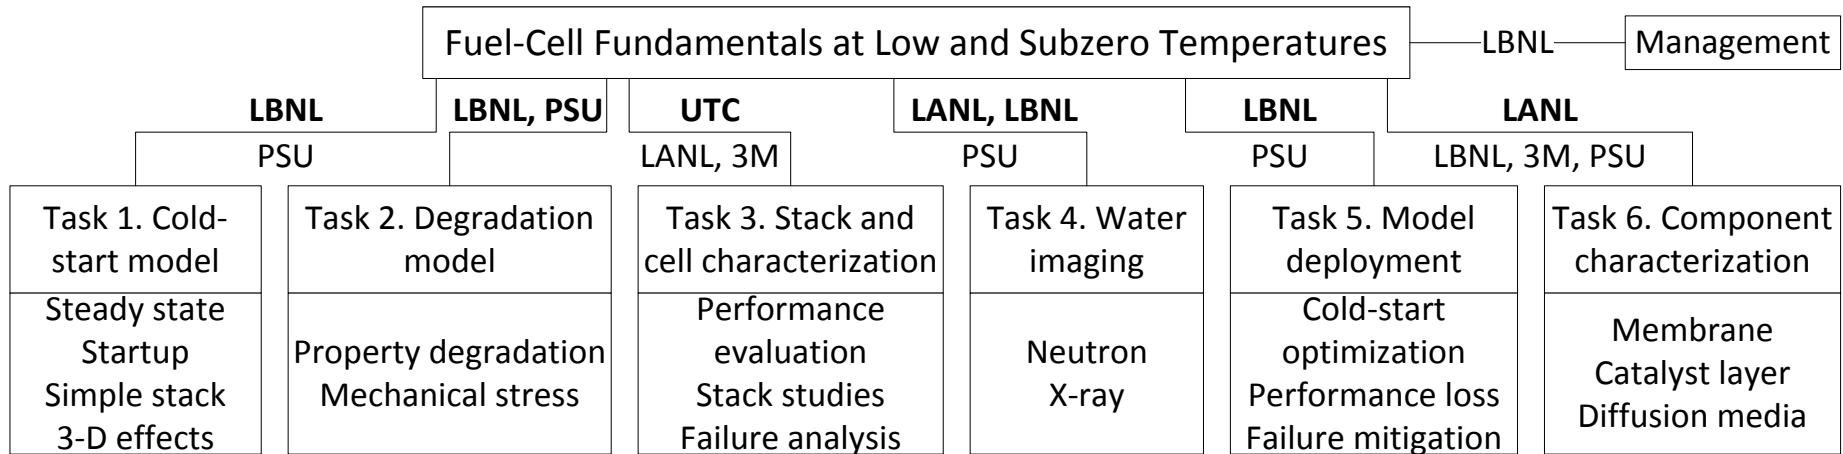 Fuel-Cell Fundamentals at Low and Subzero Temperatures
LBNL
Management
LBNL
PSU
LBNL, PSU
UTC
LANL, 3M
LANL, LBNL
PSU
LBNL
PSU
LANL
LBNL, 3M, PSU
Task 1. Cold-
start model
Steady state
Startup
Simple stack
3-D effects
Task 2. Degradation
model
Property degradation
Mechanical stress
Task 3. Stack and
cell characterization
Performance
evaluation
Stack studies
Failure analysis
Task 4. Water
imaging
Neutron
X-ray
Task 5. Model
deployment
Cold-start
optimization
Performance loss
Failure mitigation
Task 6. Component
characterization
Membrane
Catalyst layer
Diffusion media